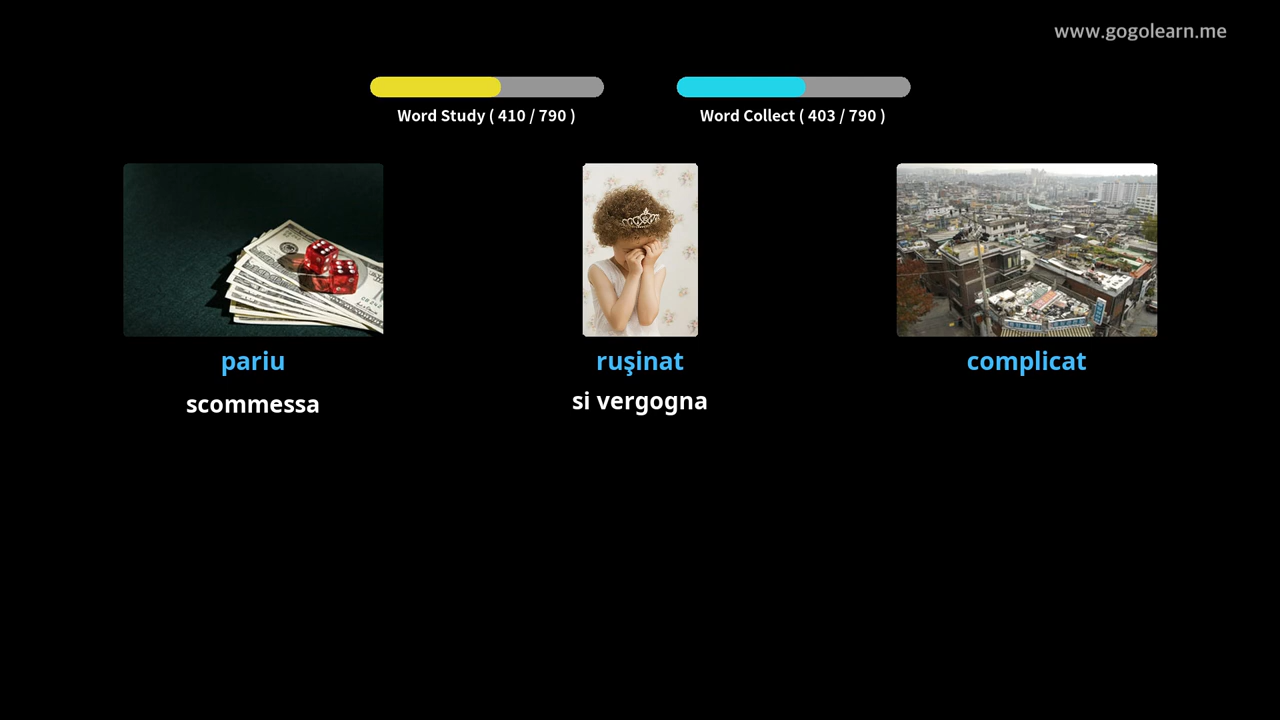 www.gogolearn.me
Word Study ( 410 / 790 )
Word Collect ( 403 / 790 )
pariu
scommessa
ruşinat
si vergogna
complicat